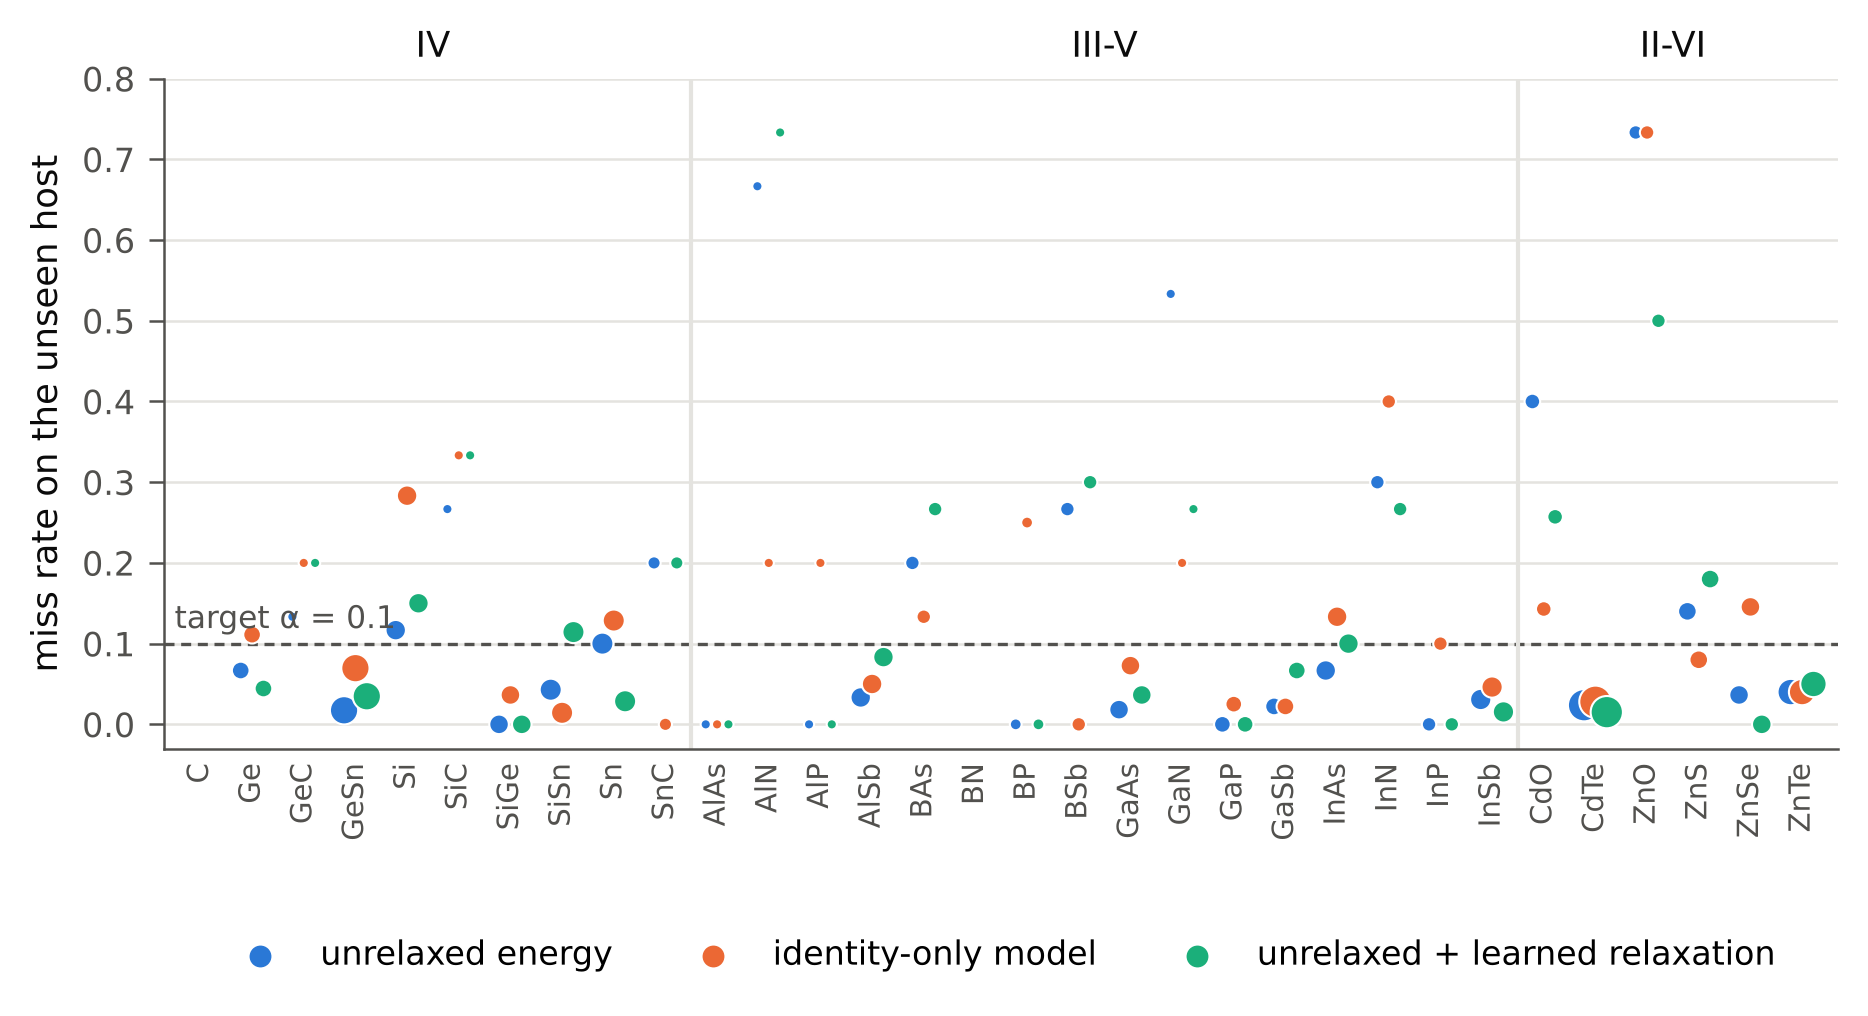 IV III-V II-VI
0.8
0.7
0.6
0.5
0.4
0.3
0.2
0.1
0.0
miss rate on the unseen host
target α = 0.1
C Ge GeC GeSn Si SiC SiGe SiSn Sn SnC AlAs AlN AlP AlSb BAs BN BP BSb GaAs GaN GaP GaSb InAs InN InP InSb CdO CdTe ZnO ZnS ZnSe ZnTe
unrelaxed energy identity-only model unrelaxed + learned relaxation